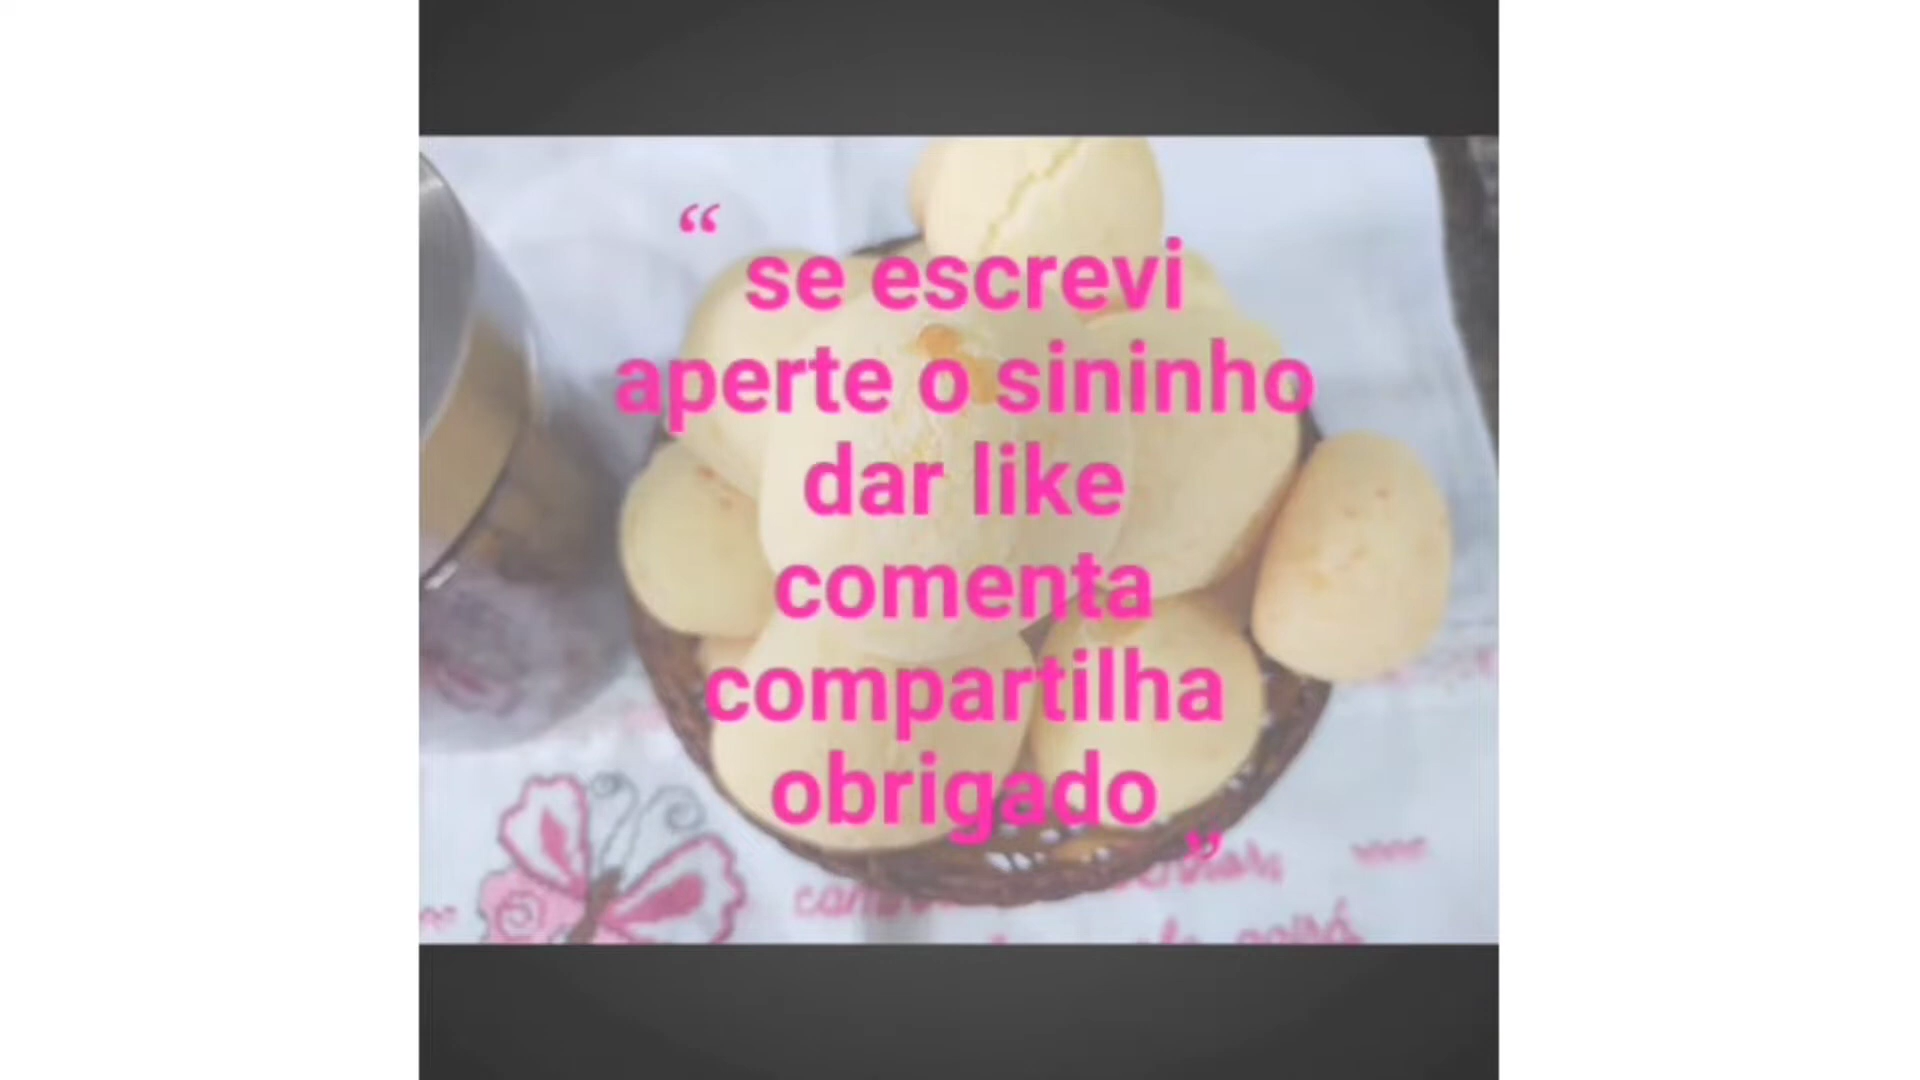 “
se escrevi
aperte o sininho
dar like
comenta
compartilha
obrigado
”